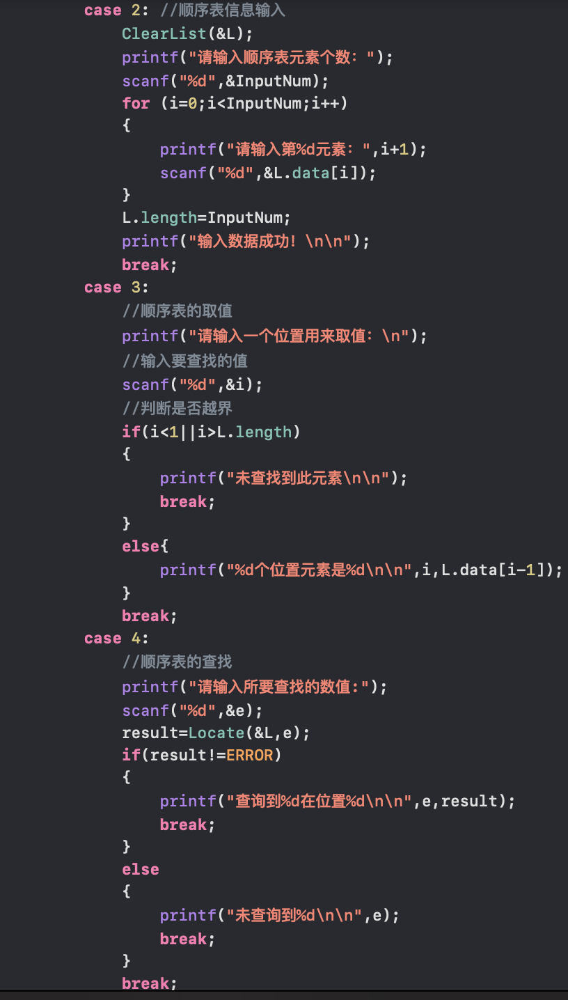 case 2: //顺序表信息输入
ClearList(&L);
printf("请输入顺序表元素个数：");
scanf("%d",&InputNum);
for (i=0;i<InputNum;i++)
{
printf("请输入第%d元素：",i+1);
scanf("%d",&L.data[i]);
}
L.length=InputNum;
printf("输入数据成功！\n\n");
break;
case 3:
//顺序表的取值
printf("请输入一个位置用来取值：\n");
//输入要查找的值
scanf("%d",&i);
//判断是否越界
if(i<1||i>L.length)
{
printf("未查找到此元素\n\n");
break;
}
else{
printf("%d个位置元素是%d\n\n",i,L.data[i-1]);
}
break;
case 4:
//顺序表的查找
printf("请输入所要查找的数值:");
scanf("%d",&e);
result=Locate(&L,e);
if(result!=ERROR)
{
printf("查询到%d在位置%d\n\n",e,result);
break;
}
else
{
printf("未查询到%d\n\n",e);
break;
}
break;